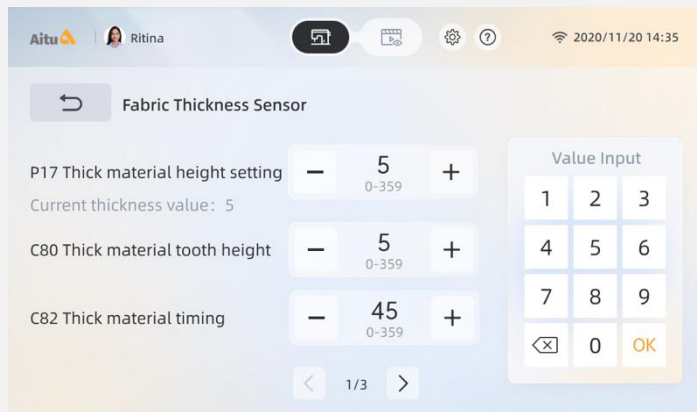 Aitu
Ritina
2020/11/20 14:35
Fabric Thickness Sensor
P17 Thick material height setting
5
0-359
Current thickness value: 5
C80 Thick material tooth height
5
0-359
C82 Thick material timing
45
0-359
1/3
Value Input
1 2 3
4 5 6
7 8 9
0 OK